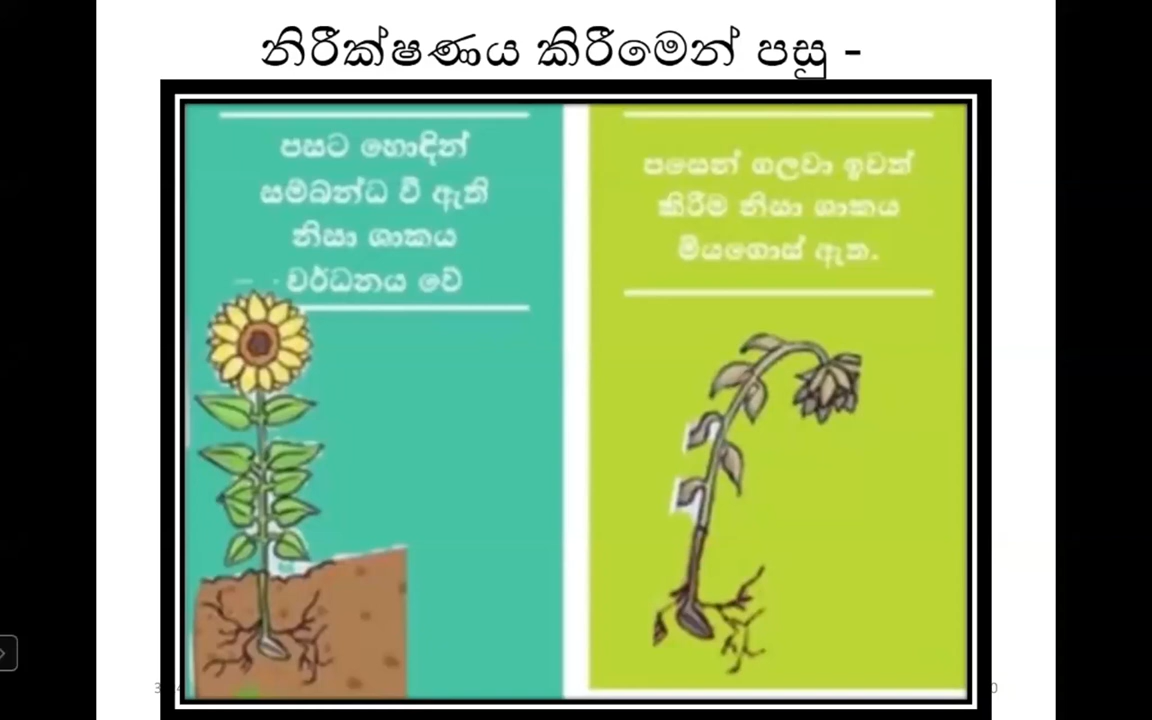 නිරීක්ෂණය කිරීමෙන් පසු -
පසට හොඳින්
සම්බන්ධ වී ඇති
නිසා ශාකය
වර්ධනය වේ
පසෙන් ගලවා ඉවත්
කිරීම නිසා ශාකය
මියගොස් ඇත.